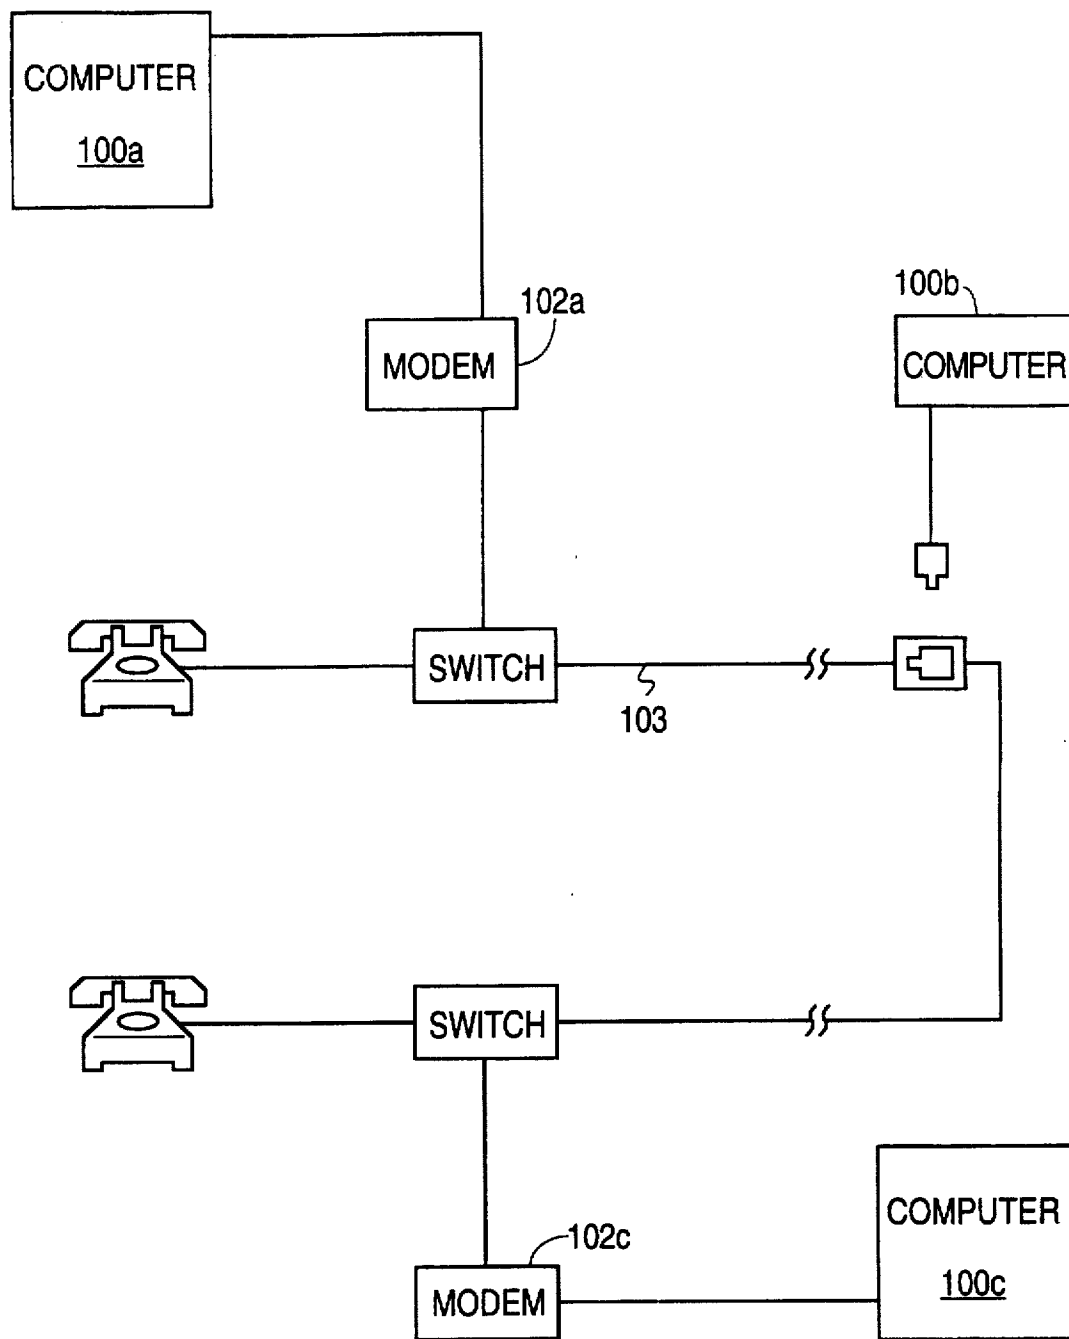 COMPUTER
100a
102a
MODEM
100b
COMPUTER
SWITCH
103
SWITCH
102c
MODEM
COMPUTER
100c